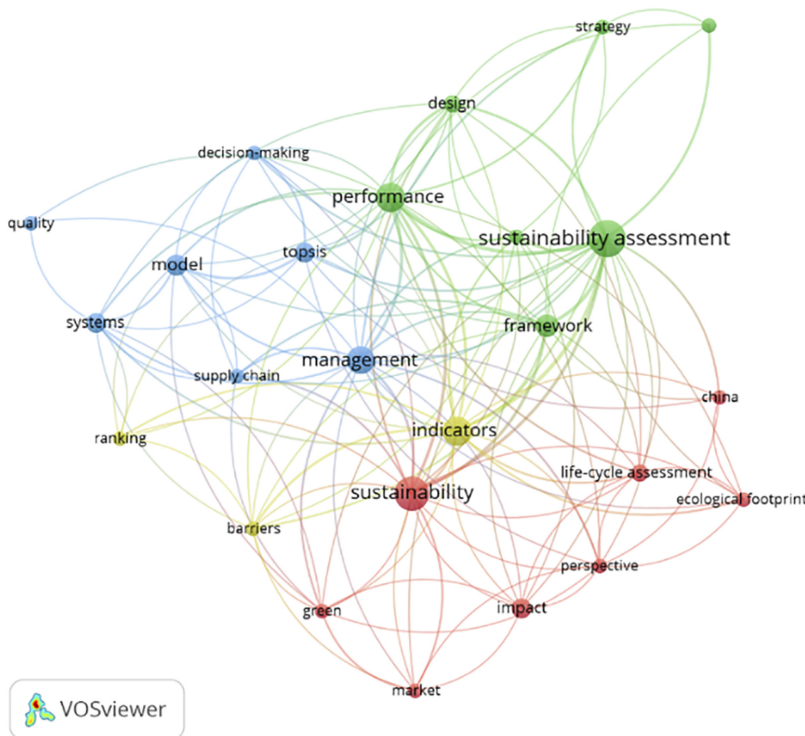 strategy
design
decision-making
performance
quality
sustainability assessment
topsis
model
systems
framework
management
supply chain
china
indicators
ranking
life-cycle assessment
sustainability
ecological footprint
barriers
perspective
green
impact
market
VOSviewer